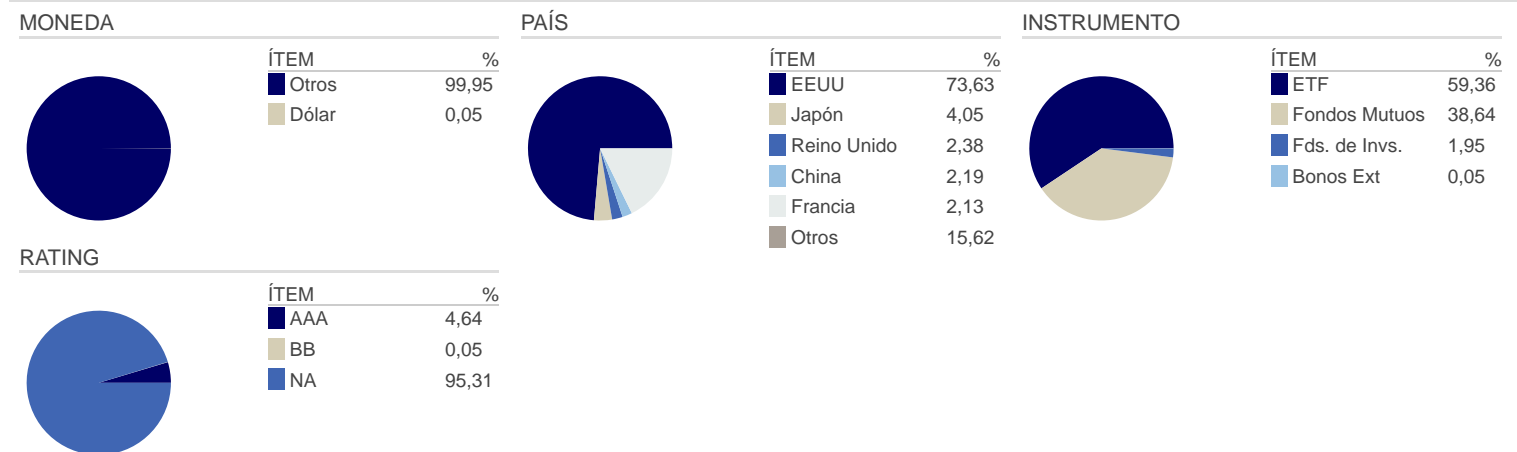 MONEDA
ÍTEM %
Otros 99,95
Dólar 0,05
PAÍS
ÍTEM %
EEUU 73,63
Japón 4,05
Reino Unido 2,38
China 2,19
Francia 2,13
Otros 15,62
INSTRUMENTO
ÍTEM %
ETF 59,36
Fondos Mutuos 38,64
Fds. de Invs. 1,95
Bonos Ext 0,05
RATING
ÍTEM %
AAA 4,64
BB 0,05
NA 95,31